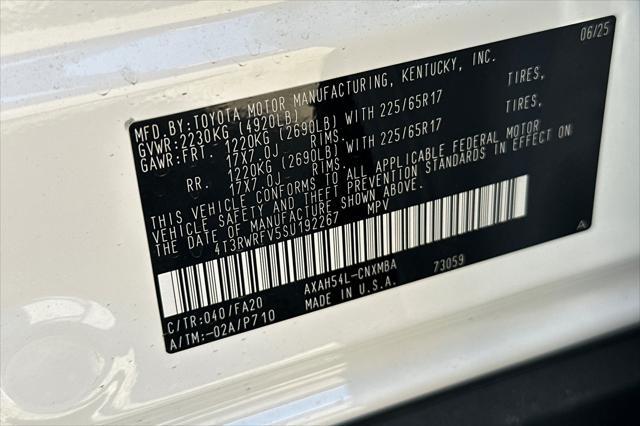 06/25
MFD. BY: TOYOTA MOTOR MANUFACTURING, KENTUCKY, INC.
GVWR: 2230KG (4920LB)
GAWR: FRT. 1220KG (2690LB) WITH 225/65R17 TIRES,
17X7.0J RIMS
RR. 1220KG (2690LB) WITH 225/65R17 TIRES,
17X7.0J RIMS
THIS VEHICLE CONFORMS TO ALL APPLICABLE FEDERAL MOTOR
VEHICLE SAFETY AND THEFT PREVENTION STANDARDS IN EFFECT ON
THE DATE OF MANUFACTURE SHOWN ABOVE.
4T3RWRFV5SU192267 MPV
C/TR: 040/FA20 AXAH54L-CNXMBA 73059
A/TM: -02A/P710 MADE IN U.S.A. A